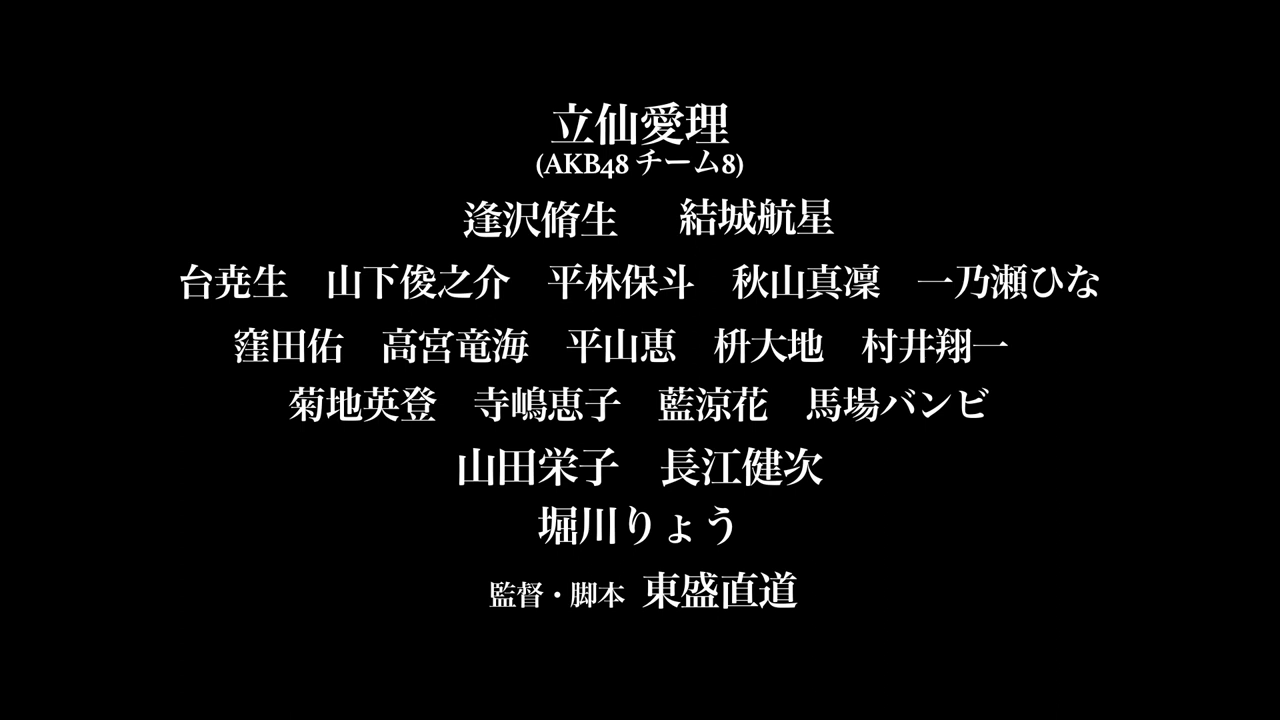 立仙愛理
(AKB48 チーム8)
逢沢脩生　結城航星
台尭生　山下俊之介　平林保斗　秋山真凜　一乃瀬ひな
窪田佑　高宮竜海　平山恵　枡大地　村井翔一
菊地英登　寺嶋恵子　藍涼花　馬場バンビ
山田栄子　長江健次
堀川りょう
監督・脚本 東盛直道